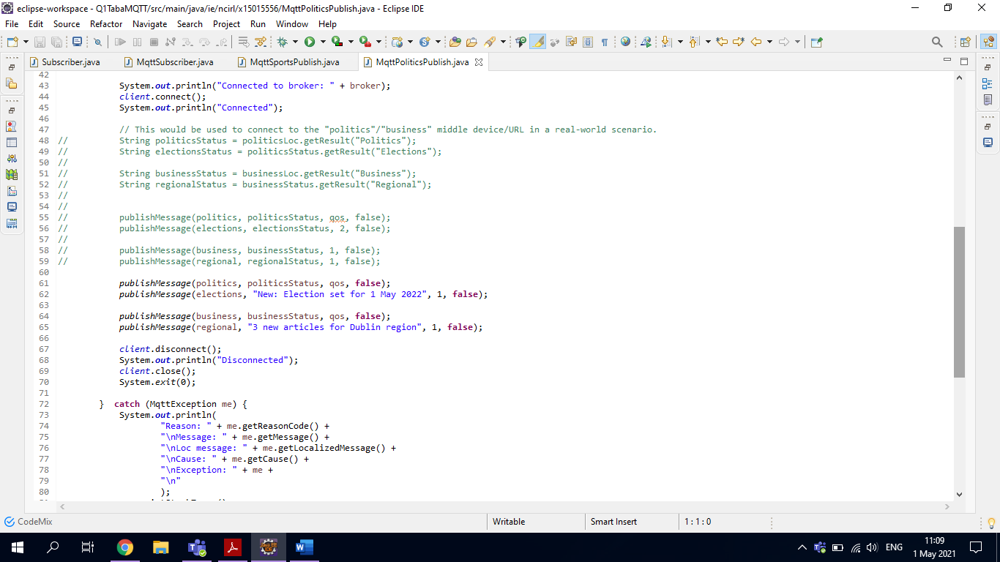 eclipse-workspace - Q1TabaMQTT/src/main/java/ie/ncirl/x15015556/MqttPoliticsPublish.java - Eclipse IDE
File Edit Source Refactor Navigate Search Project Run Window Help
Subscriber.java MqttSubscriber.java MqttSportsPublish.java MqttPoliticsPublish.java
42
43 System.out.println("Connected to broker: " + broker);
44 client.connect();
45 System.out.println("Connected");
46
47 // This would be used to connect to the "politics"/"business" middle device/URL in a real-world scenario.
48 // String politicsStatus = politicsLoc.getResult("Politics");
49 // String electionsStatus = politicsStatus.getResult("Elections");
50 //
51 // String businessStatus = businessLoc.getResult("Business");
52 // String regionalStatus = businessStatus.getResult("Regional");
53 //
54 //
55 // publishMessage(politics, politicsStatus, qos, false);
56 // publishMessage(elections, electionsStatus, 2, false);
57 //
58 // publishMessage(business, businessStatus, 1, false);
59 // publishMessage(regional, regionalStatus, 1, false);
60
61 publishMessage(politics, politicsStatus, qos, false);
62 publishMessage(elections, "New: Election set for 1 May 2022", 1, false);
63
64 publishMessage(business, businessStatus, qos, false);
65 publishMessage(regional, "3 new articles for Dublin region", 1, false);
66
67 client.disconnect();
68 System.out.println("Disconnected");
69 client.close();
70 System.exit(0);
71
72 } catch (MqttException me) {
73 System.out.println(
74 "Reason: " + me.getReasonCode() +
75 "\nMessage: " + me.getMessage() +
76 "\nLoc message: " + me.getLocalizedMessage() +
77 "\nCause: " + me.getCause() +
78 "\nException: " + me +
79 "\n"
80 );
CodeMix Writable Smart Insert 1 : 1 : 0
ENG 11:09
1 May 2021